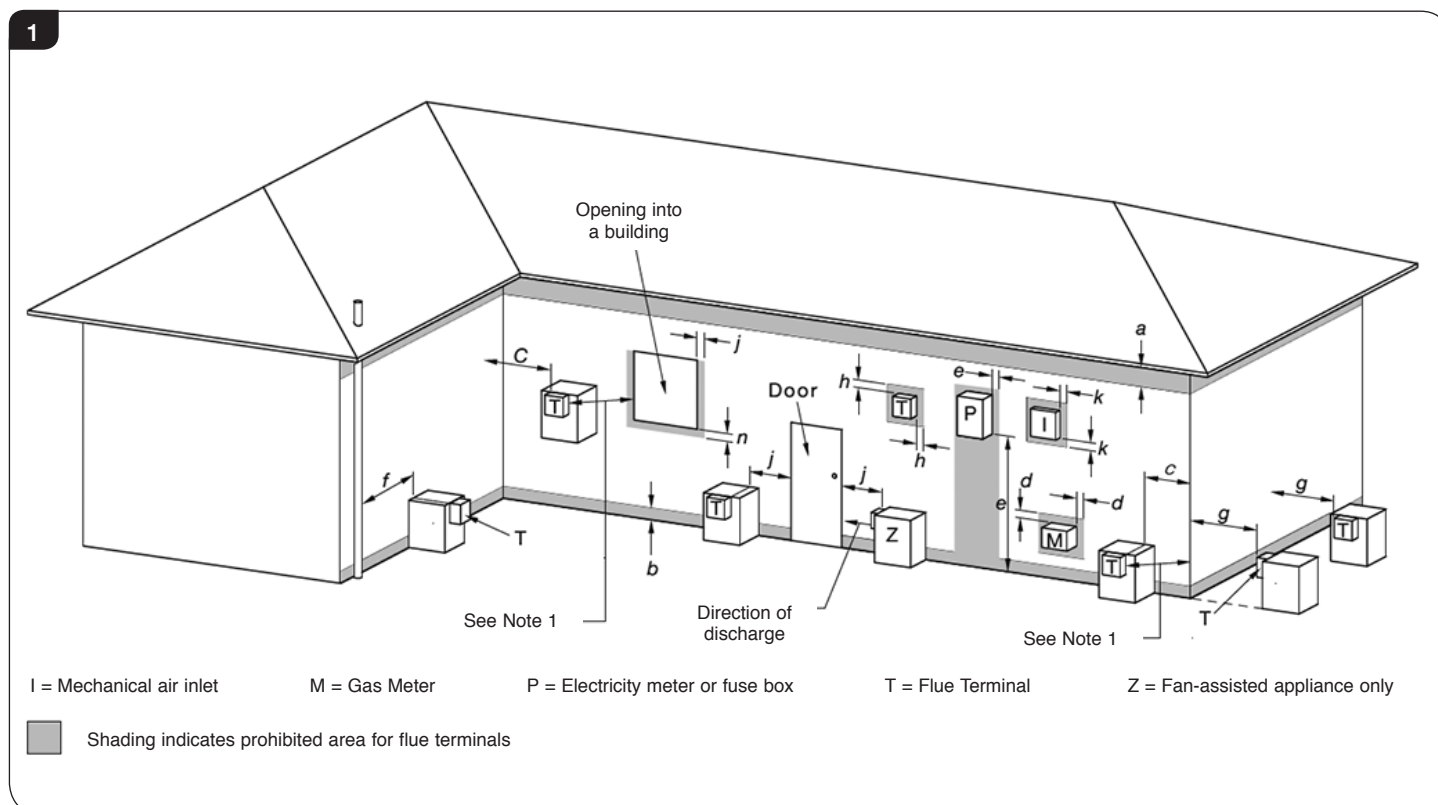 1
Opening into
a building
a
j
C
e
h
k
T
Door
T
P
I
n
h
k
j
j
c
f
d
d
g
e
g
T
M
T
Z
T
T
b
T
Direction of
discharge
See Note 1
See Note 1
T
I = Mechanical air inlet
M = Gas Meter
P = Electricity meter or fuse box
T = Flue Terminal
Z = Fan-assisted appliance only
Shading indicates prohibited area for flue terminals